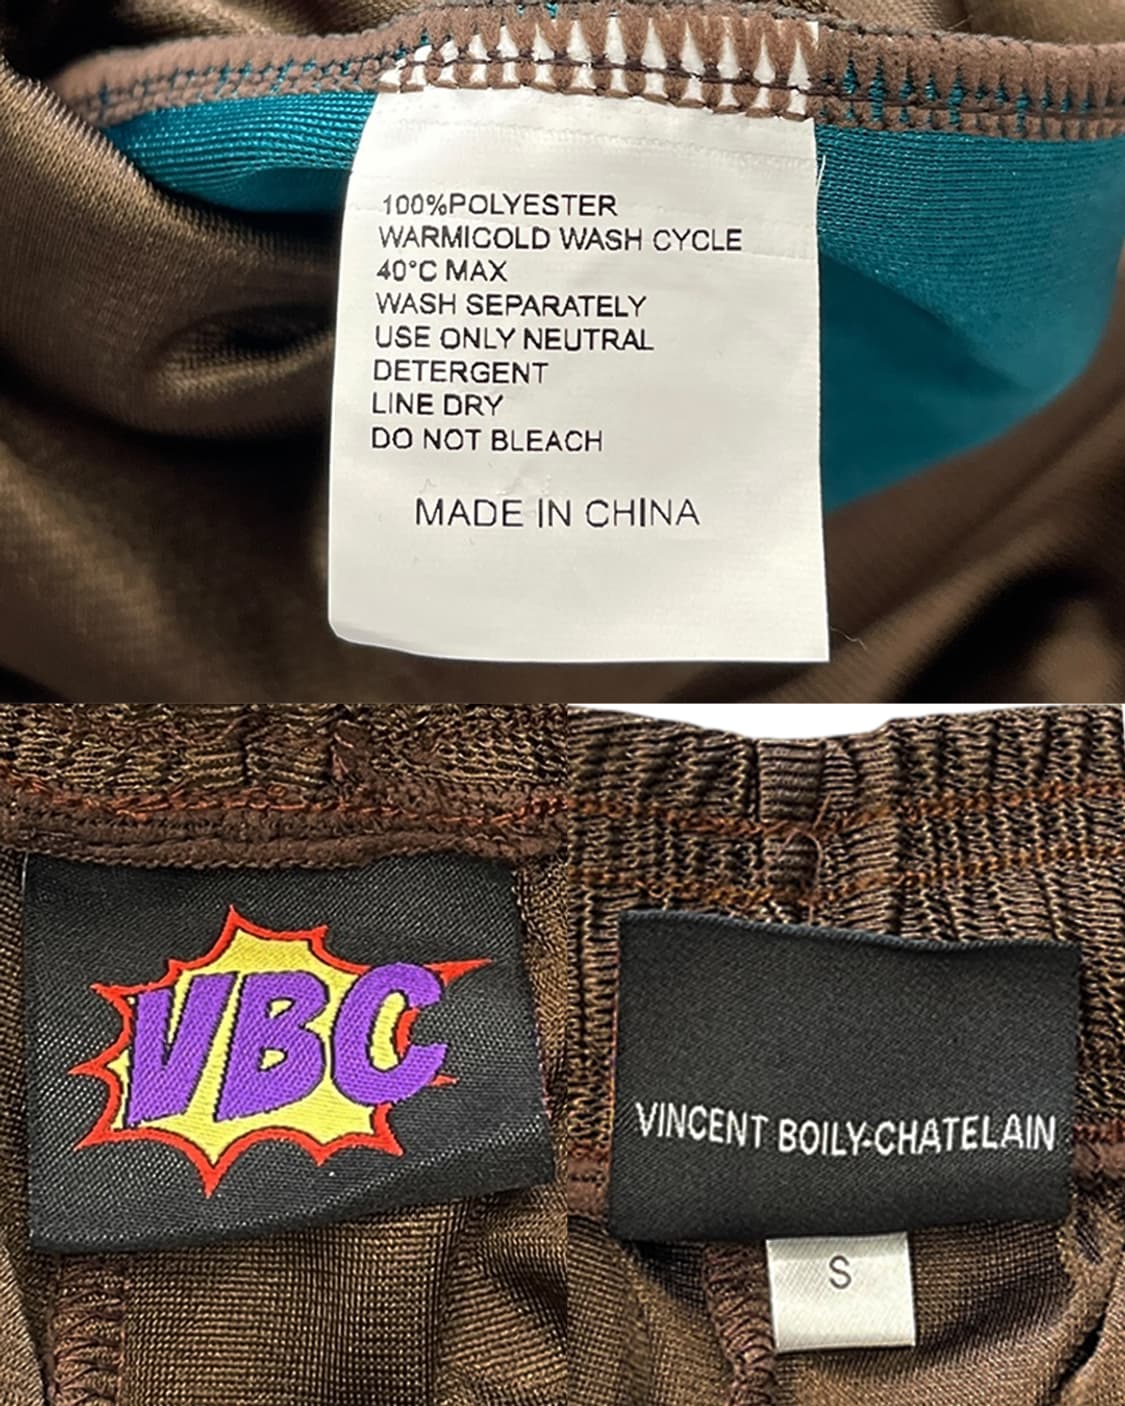 100%POLYESTER
WARMICOLD WASH CYCLE
40°C MAX
WASH SEPARATELY
USE ONLY NEUTRAL
DETERGENT
LINE DRY
DO NOT BLEACH
MADE IN CHINA
VBC
VINCENT BOILY-CHATELAIN
S